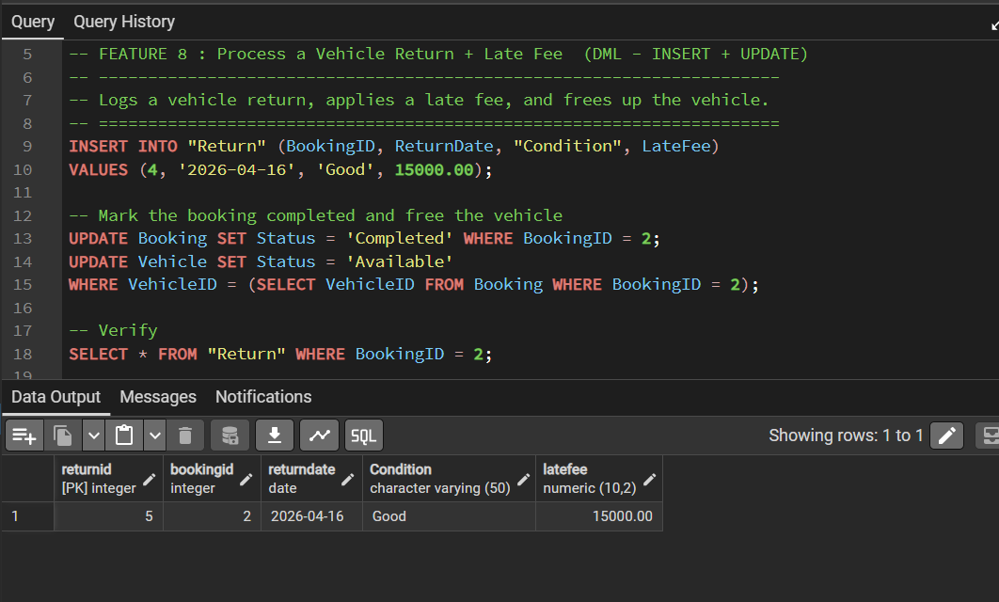 Query Query History
5 -- FEATURE 8 : Process a Vehicle Return + Late Fee (DML - INSERT + UPDATE)
6 -- ---------------------------------------------------------------------
7 -- Logs a vehicle return, applies a late fee, and frees up the vehicle.
8 -- =====================================================================
9 INSERT INTO "Return" (BookingID, ReturnDate, "Condition", LateFee)
10 VALUES (4, '2026-04-16', 'Good', 15000.00);
11
12 -- Mark the booking completed and free the vehicle
13 UPDATE Booking SET Status = 'Completed' WHERE BookingID = 2;
14 UPDATE Vehicle SET Status = 'Available'
15 WHERE VehicleID = (SELECT VehicleID FROM Booking WHERE BookingID = 2);
16
17 -- Verify
18 SELECT * FROM "Return" WHERE BookingID = 2;
19
Data Output Messages Notifications
SQL Showing rows: 1 to 1
returnid bookingid returndate Condition latefee
[PK] integer integer date character varying (50) numeric (10,2)
1 5 2 2026-04-16 Good 15000.00